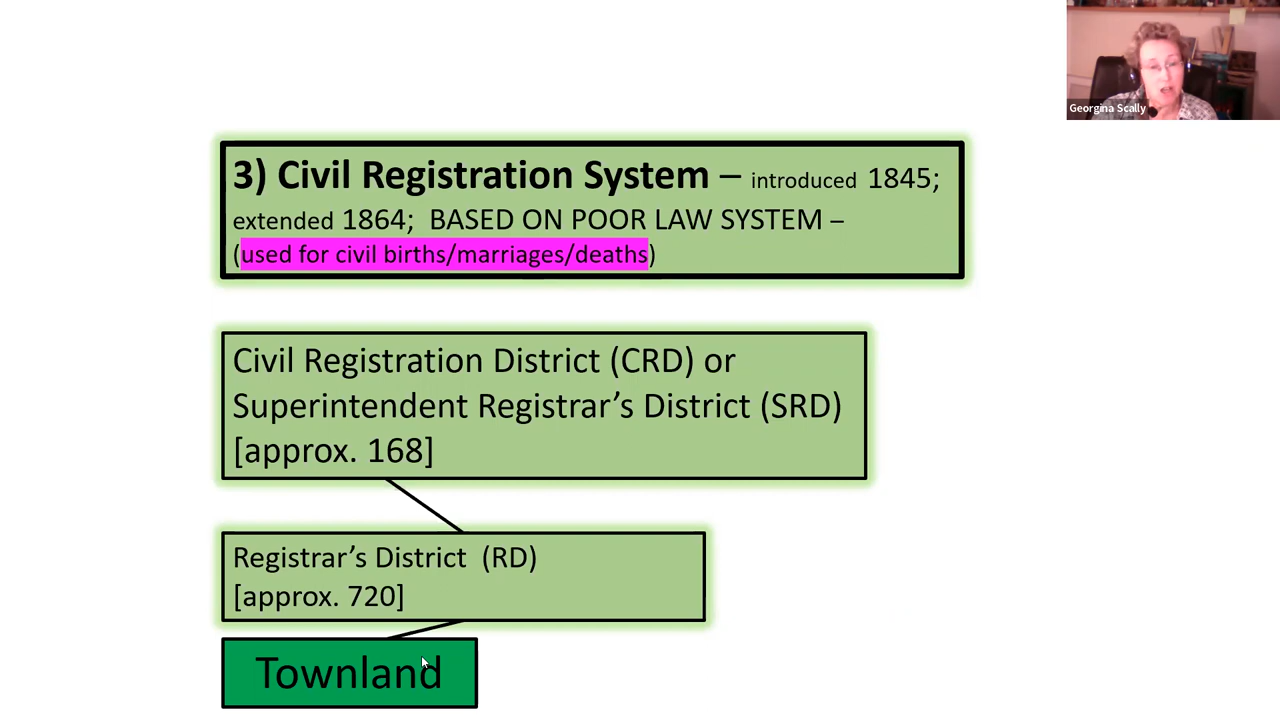 Georgina Scally
3) Civil Registration System – introduced 1845;
extended 1864;  BASED ON POOR LAW SYSTEM –
(used for civil births/marriages/deaths)
Civil Registration District (CRD) or
Superintendent Registrar’s District (SRD)
[approx. 168]
Registrar’s District  (RD)
[approx. 720]
Townland